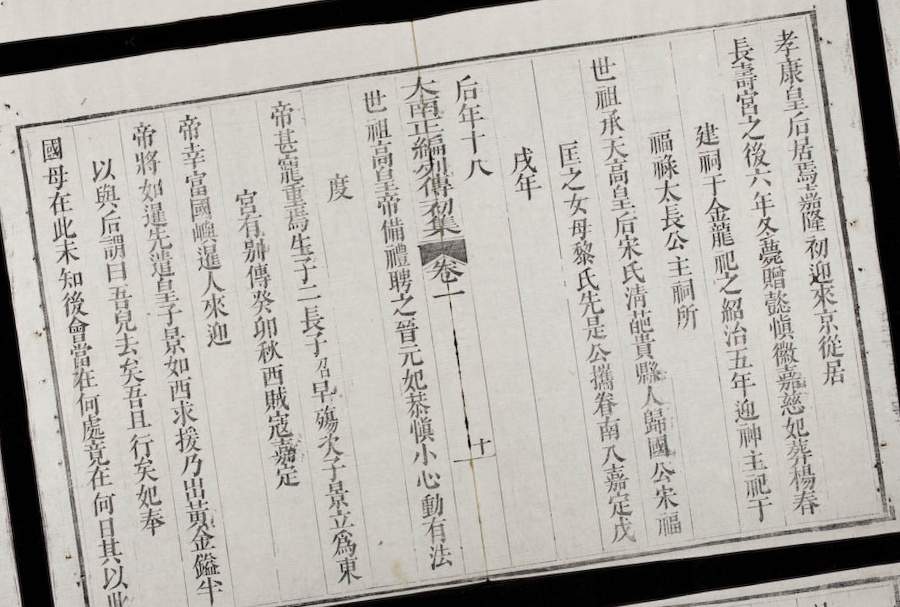 孝康皇后居焉嘉隆初迎來京從居
長壽宮之後六年冬薨贈懿愼徽嘉慈妃葬楊春
建祠于金龍祀之紹治五年迎神主祀于
福祿太長公主祠所
世祖承天高皇后宋氏清葩貴縣人歸國公宋福
匡之女母黎氏先是公攜眷南入嘉定戊
戌年
后年十八
大南正編列傳初集 卷一 十
世祖高皇帝備禮聘之晉元妃恭愼小心動有法
度
帝甚寵重焉生子二長子召早殤次子景立為東
宮有別傳癸卯秋西賊寇嘉定
帝幸富國嶼暹人來迎
帝將如暹先遣皇子景如西求援乃出黃金鎰半
以與后謂曰吾兒去矣吾且行矣妃奉
國母在此未知後會當在何處竟在何日其以此